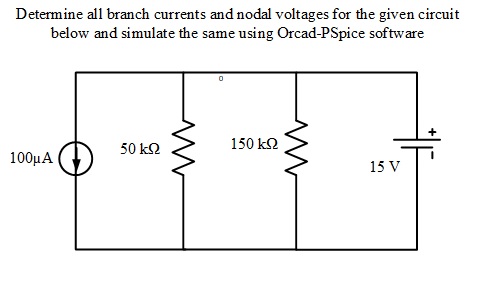 Determine all branch currents and nodal voltages for the given circuit
below and simulate the same using Orcad-PSpice software
0
+
50 kΩ
150 kΩ
100µA
15 V